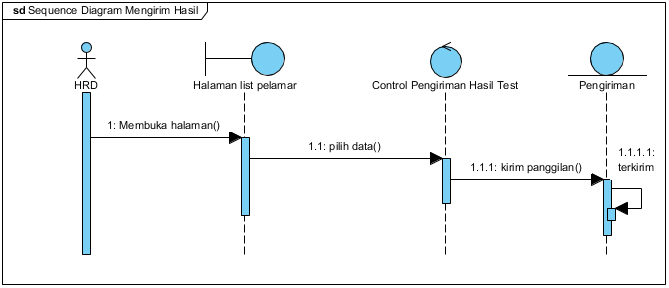 sd Sequence Diagram Mengirim Hasil
HRD
Halaman list pelamar
Control Pengiriman Hasil Test
Pengiriman
1: Membuka halaman()
1.1: pilih data()
1.1.1: kirim panggilan()
1.1.1.1:
terkirim